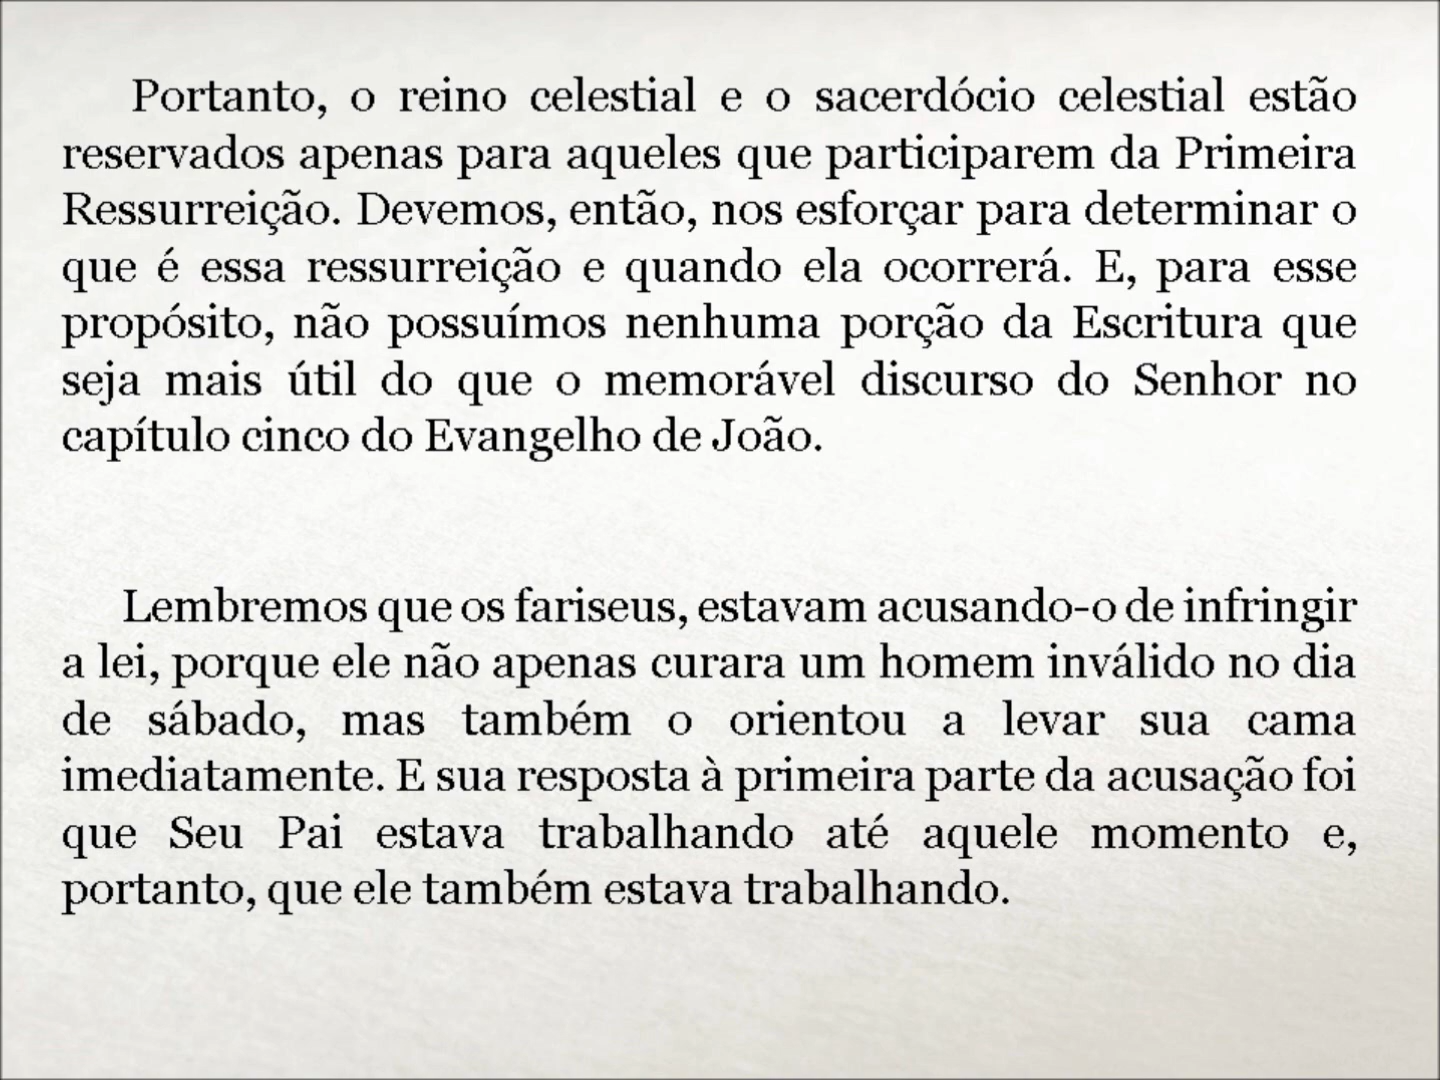 Portanto, o reino celestial e o sacerdócio celestial estão
reservados apenas para aqueles que participarem da Primeira
Ressurreição. Devemos, então, nos esforçar para determinar o
que é essa ressurreição e quando ela ocorrerá. E, para esse
propósito, não possuímos nenhuma porção da Escritura que
seja mais útil do que o memorável discurso do Senhor no
capítulo cinco do Evangelho de João.
Lembremos que os fariseus, estavam acusando-o de infringir
a lei, porque ele não apenas curara um homem inválido no dia
de sábado, mas também o orientou a levar sua cama
imediatamente. E sua resposta à primeira parte da acusação foi
que Seu Pai estava trabalhando até aquele momento e,
portanto, que ele também estava trabalhando.